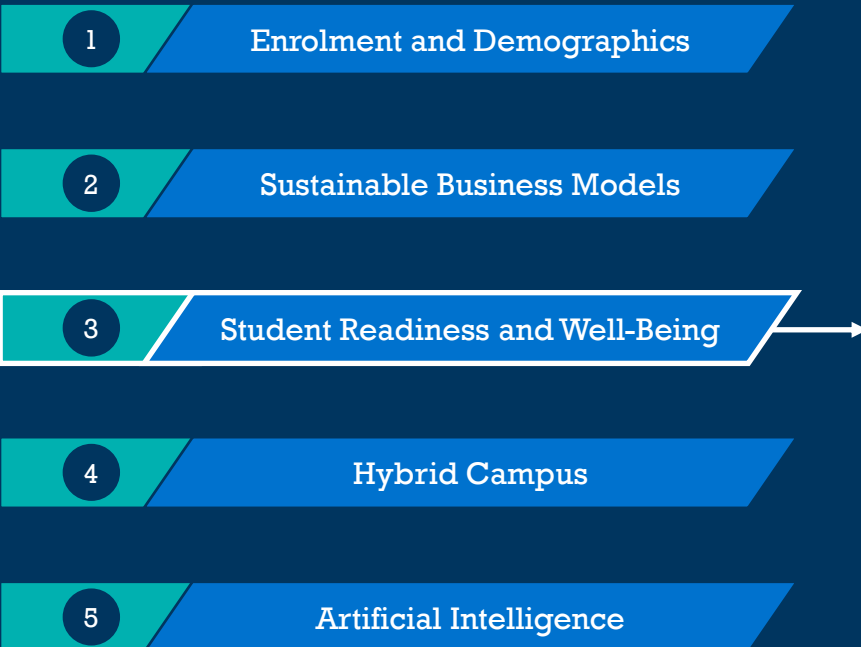 1 Enrolment and Demographics
2 Sustainable Business Models
3 Student Readiness and Well-Being
4 Hybrid Campus
5 Artificial Intelligence